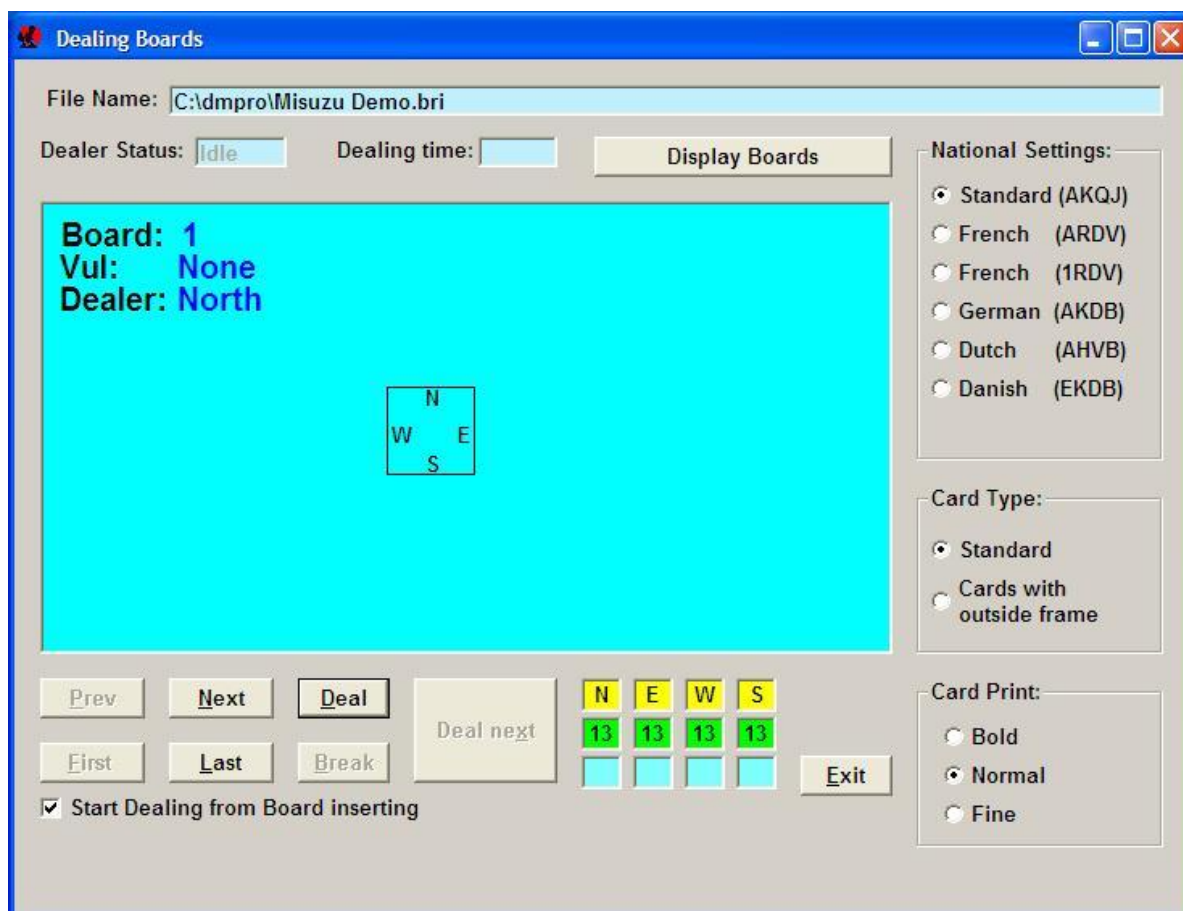 Dealing Boards
File Name: C:\dmpro\Misuzu Demo.bri
Dealer Status: Idle Dealing time: Display Boards
Board: 1
Vul: None
Dealer: North
N
W E
S
National Settings:
Standard (AKQJ)
French (ARDV)
French (1RDV)
German (AKDB)
Dutch (AHVB)
Danish (EKDB)
Card Type:
Standard
Cards with
outside frame
Prev Next Deal Deal next
First Last Break
N E W S
13 13 13 13
Exit
Start Dealing from Board inserting
Card Print:
Bold
Normal
Fine